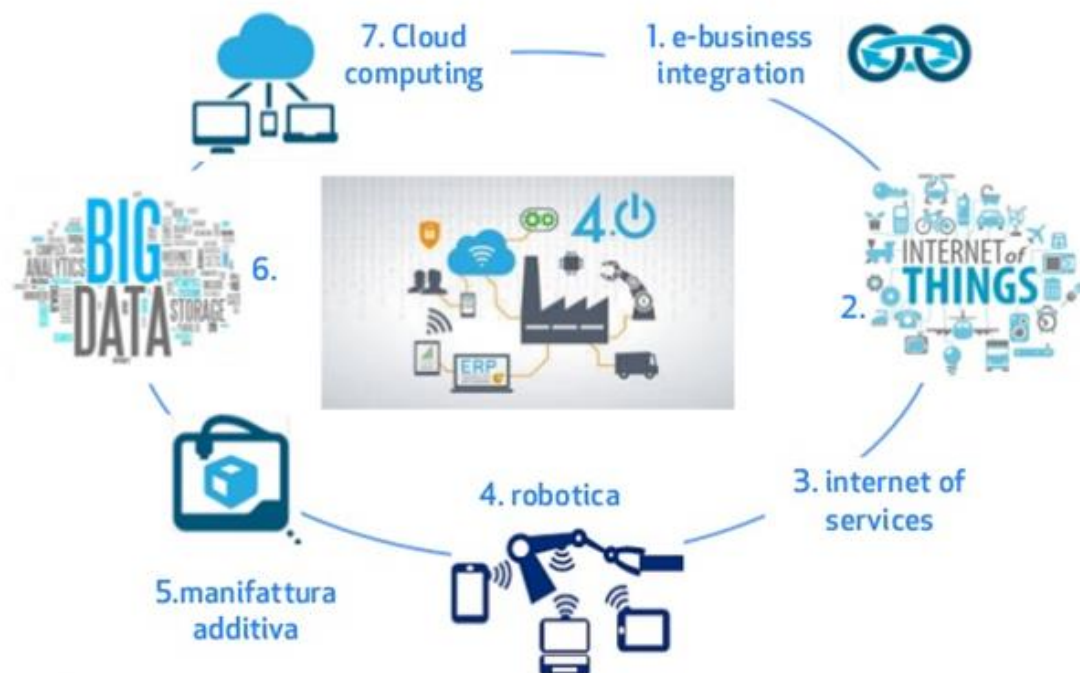 7. Cloud
computing
1. e-business
integration
BIG
DATA
ANALYTICS
STORAGE
6.
4.0
ERP
2.
INTERNET of
THINGS
3. internet of
services
4. robotica
5.manifattura
additiva